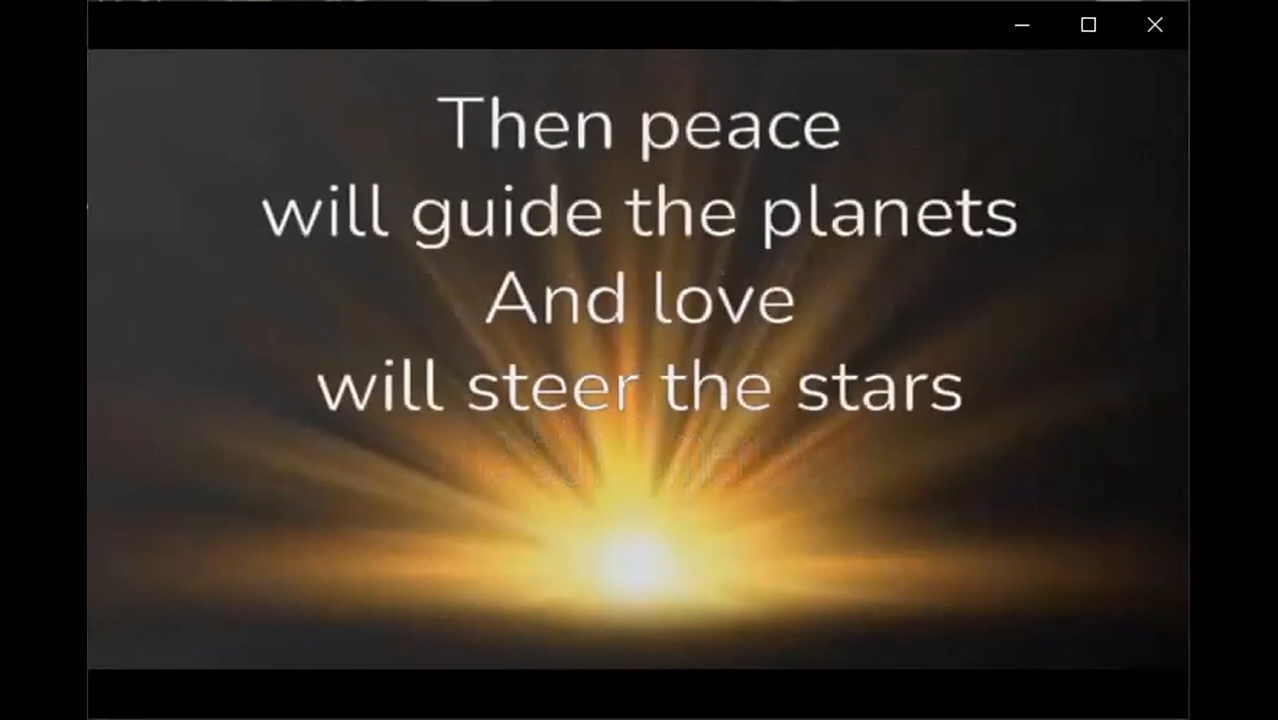 Then peace
will guide the planets
And love
will steer the stars